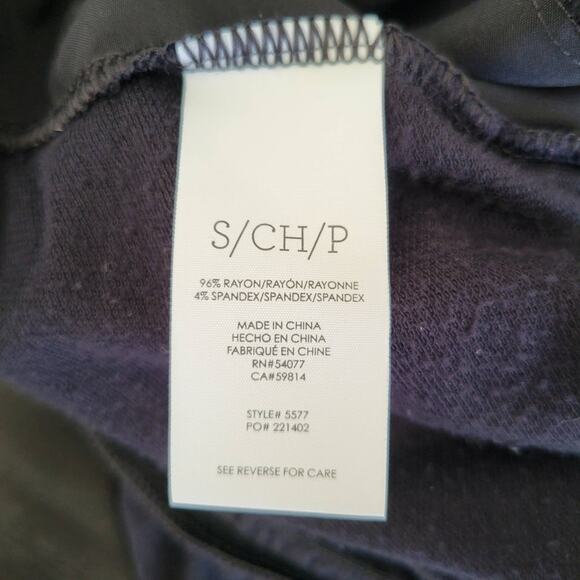 S/CH/P
96% RAYON/RAYÓN/RAYONNE
4% SPANDEX/SPANDEX/SPANDEX
MADE IN CHINA
HECHO EN CHINA
FABRIQUÉ EN CHINE
RN#54077
CA#59814
STYLE# 5577
PO# 221402
SEE REVERSE FOR CARE